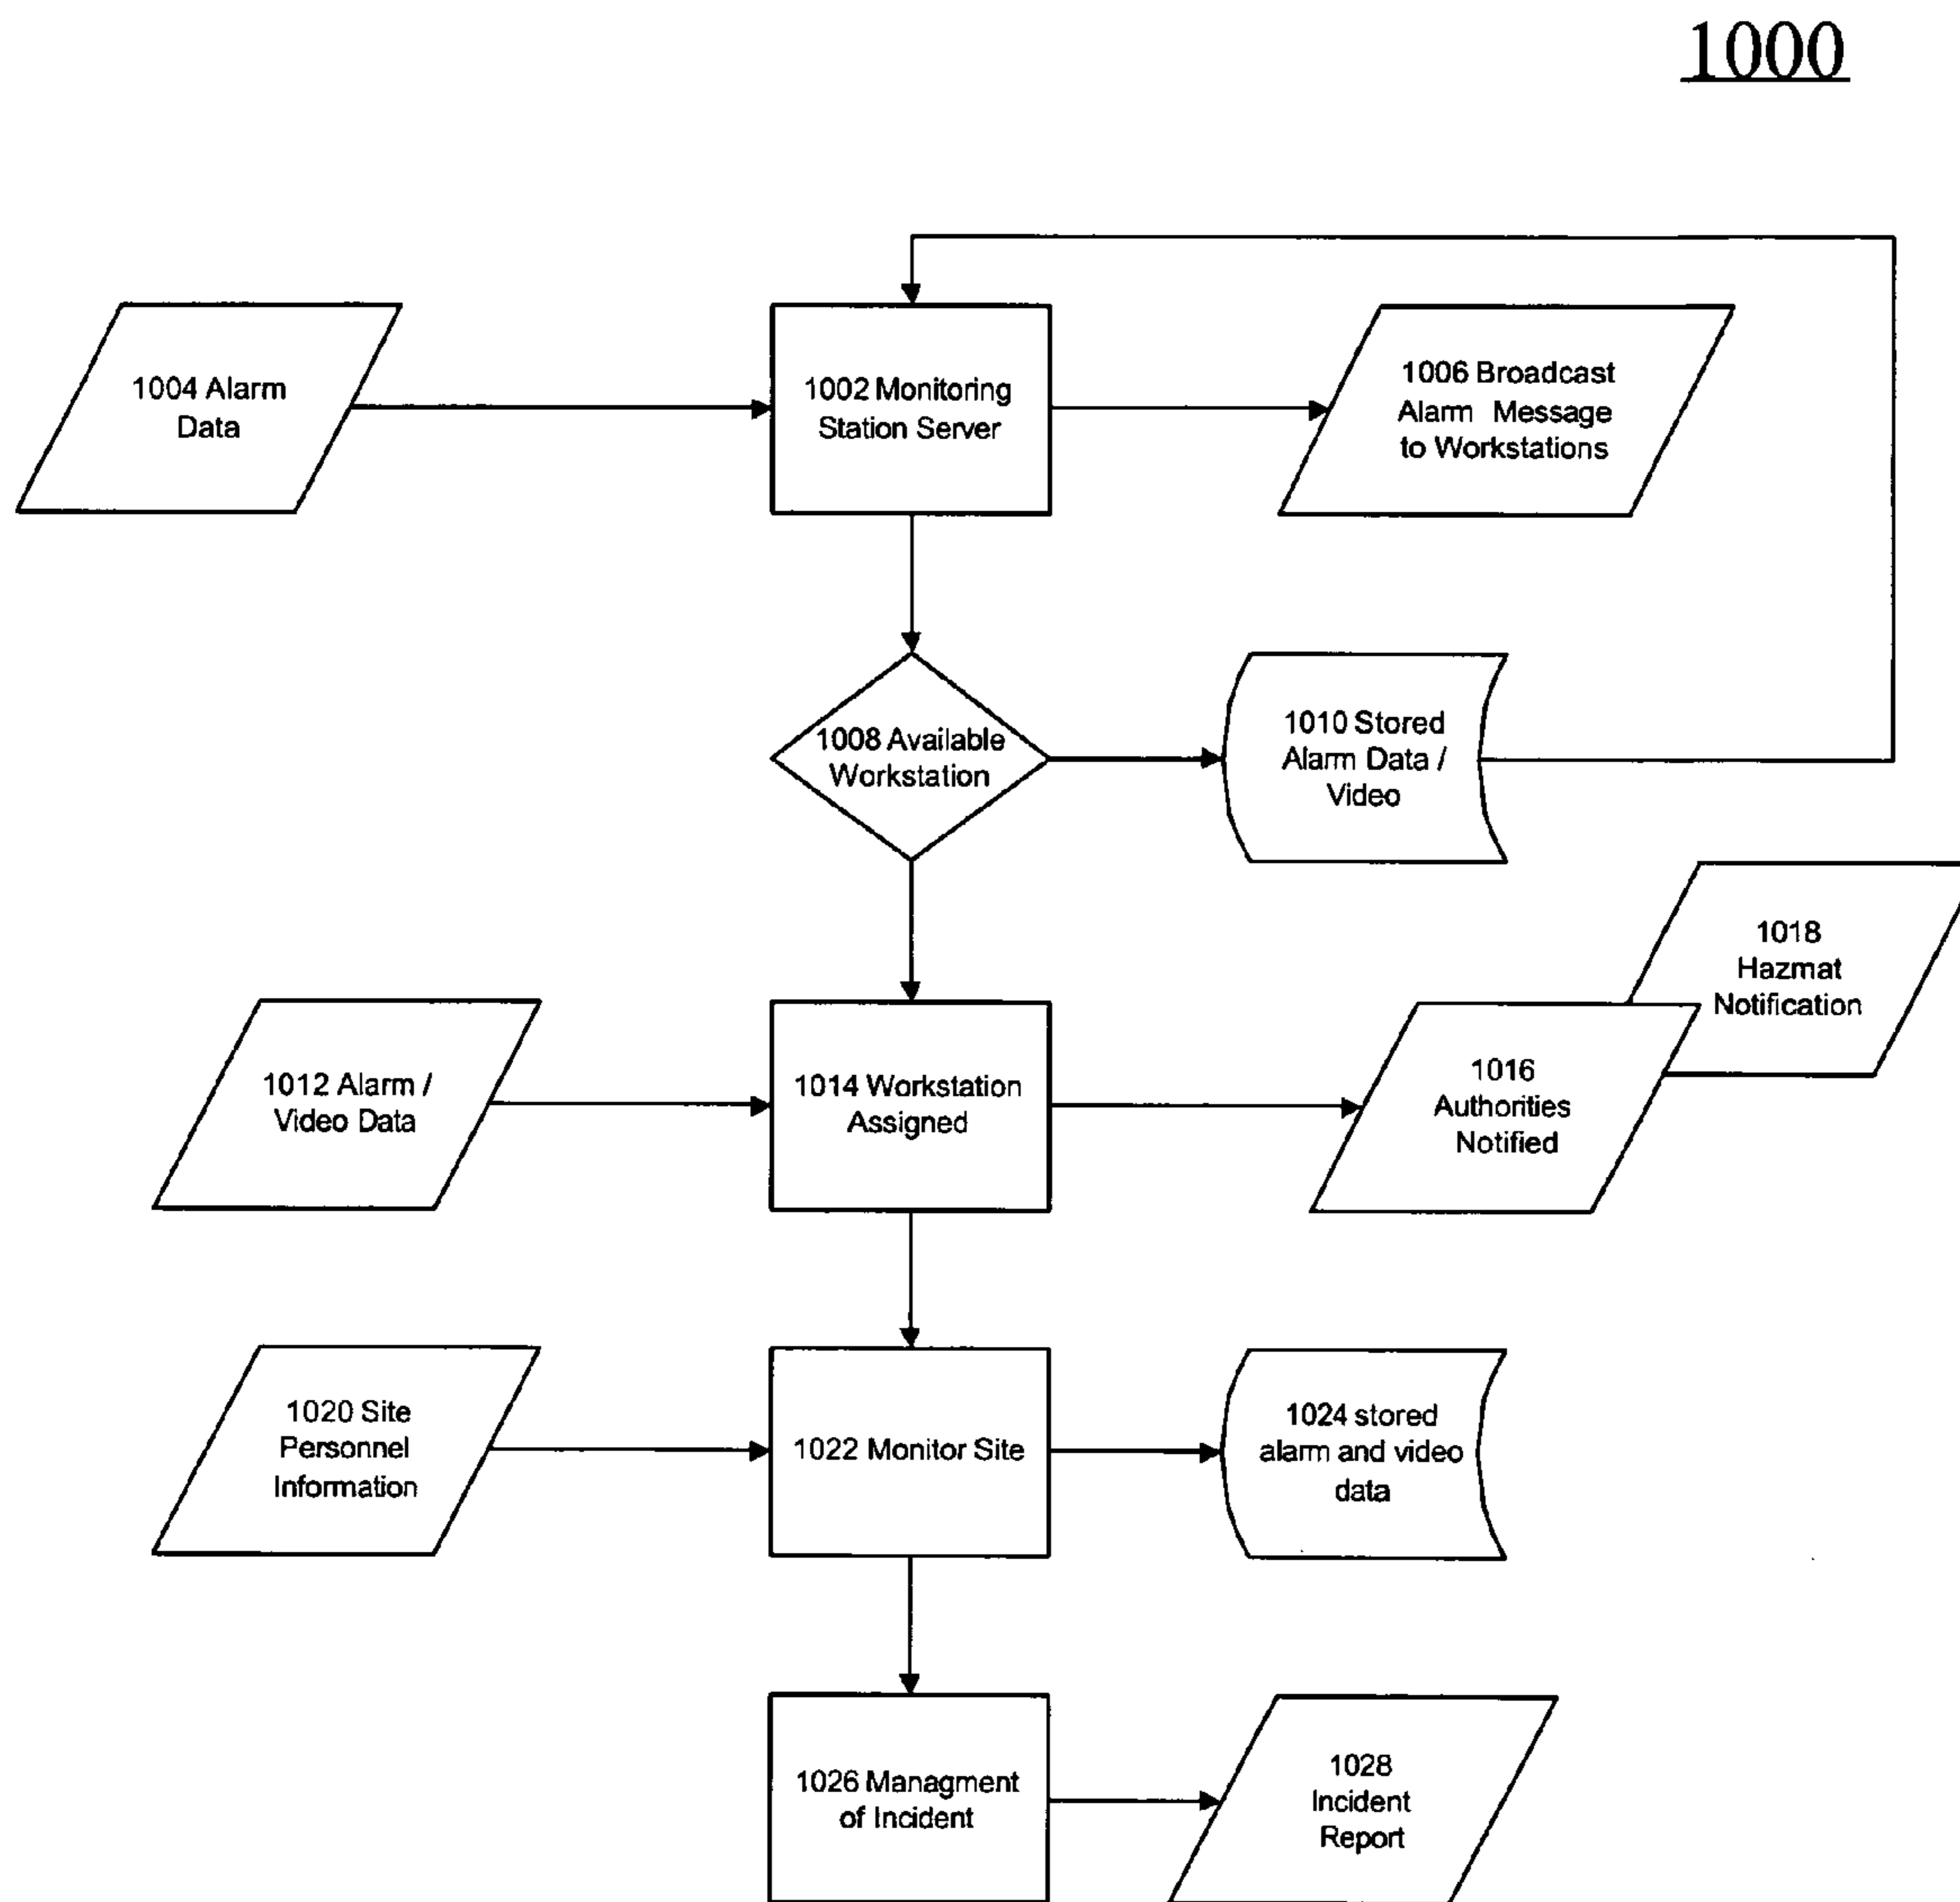 1000
1004 Alarm
Data
1002 Monitoring
Station Server
1006 Broadcast
Alarm Message
to Workstations
1008 Available
Workstation
1010 Stored
Alarm Data /
Video
1018
Hazmat
Notification
1012 Alarm /
Video Data
1014 Workstation
Assigned
1016
Authorities
Notified
1020 Site
Personnel
Information
1022 Monitor Site
1024 stored
alarm and video
data
1026 Managment
of Incident
1028
Incident
Report